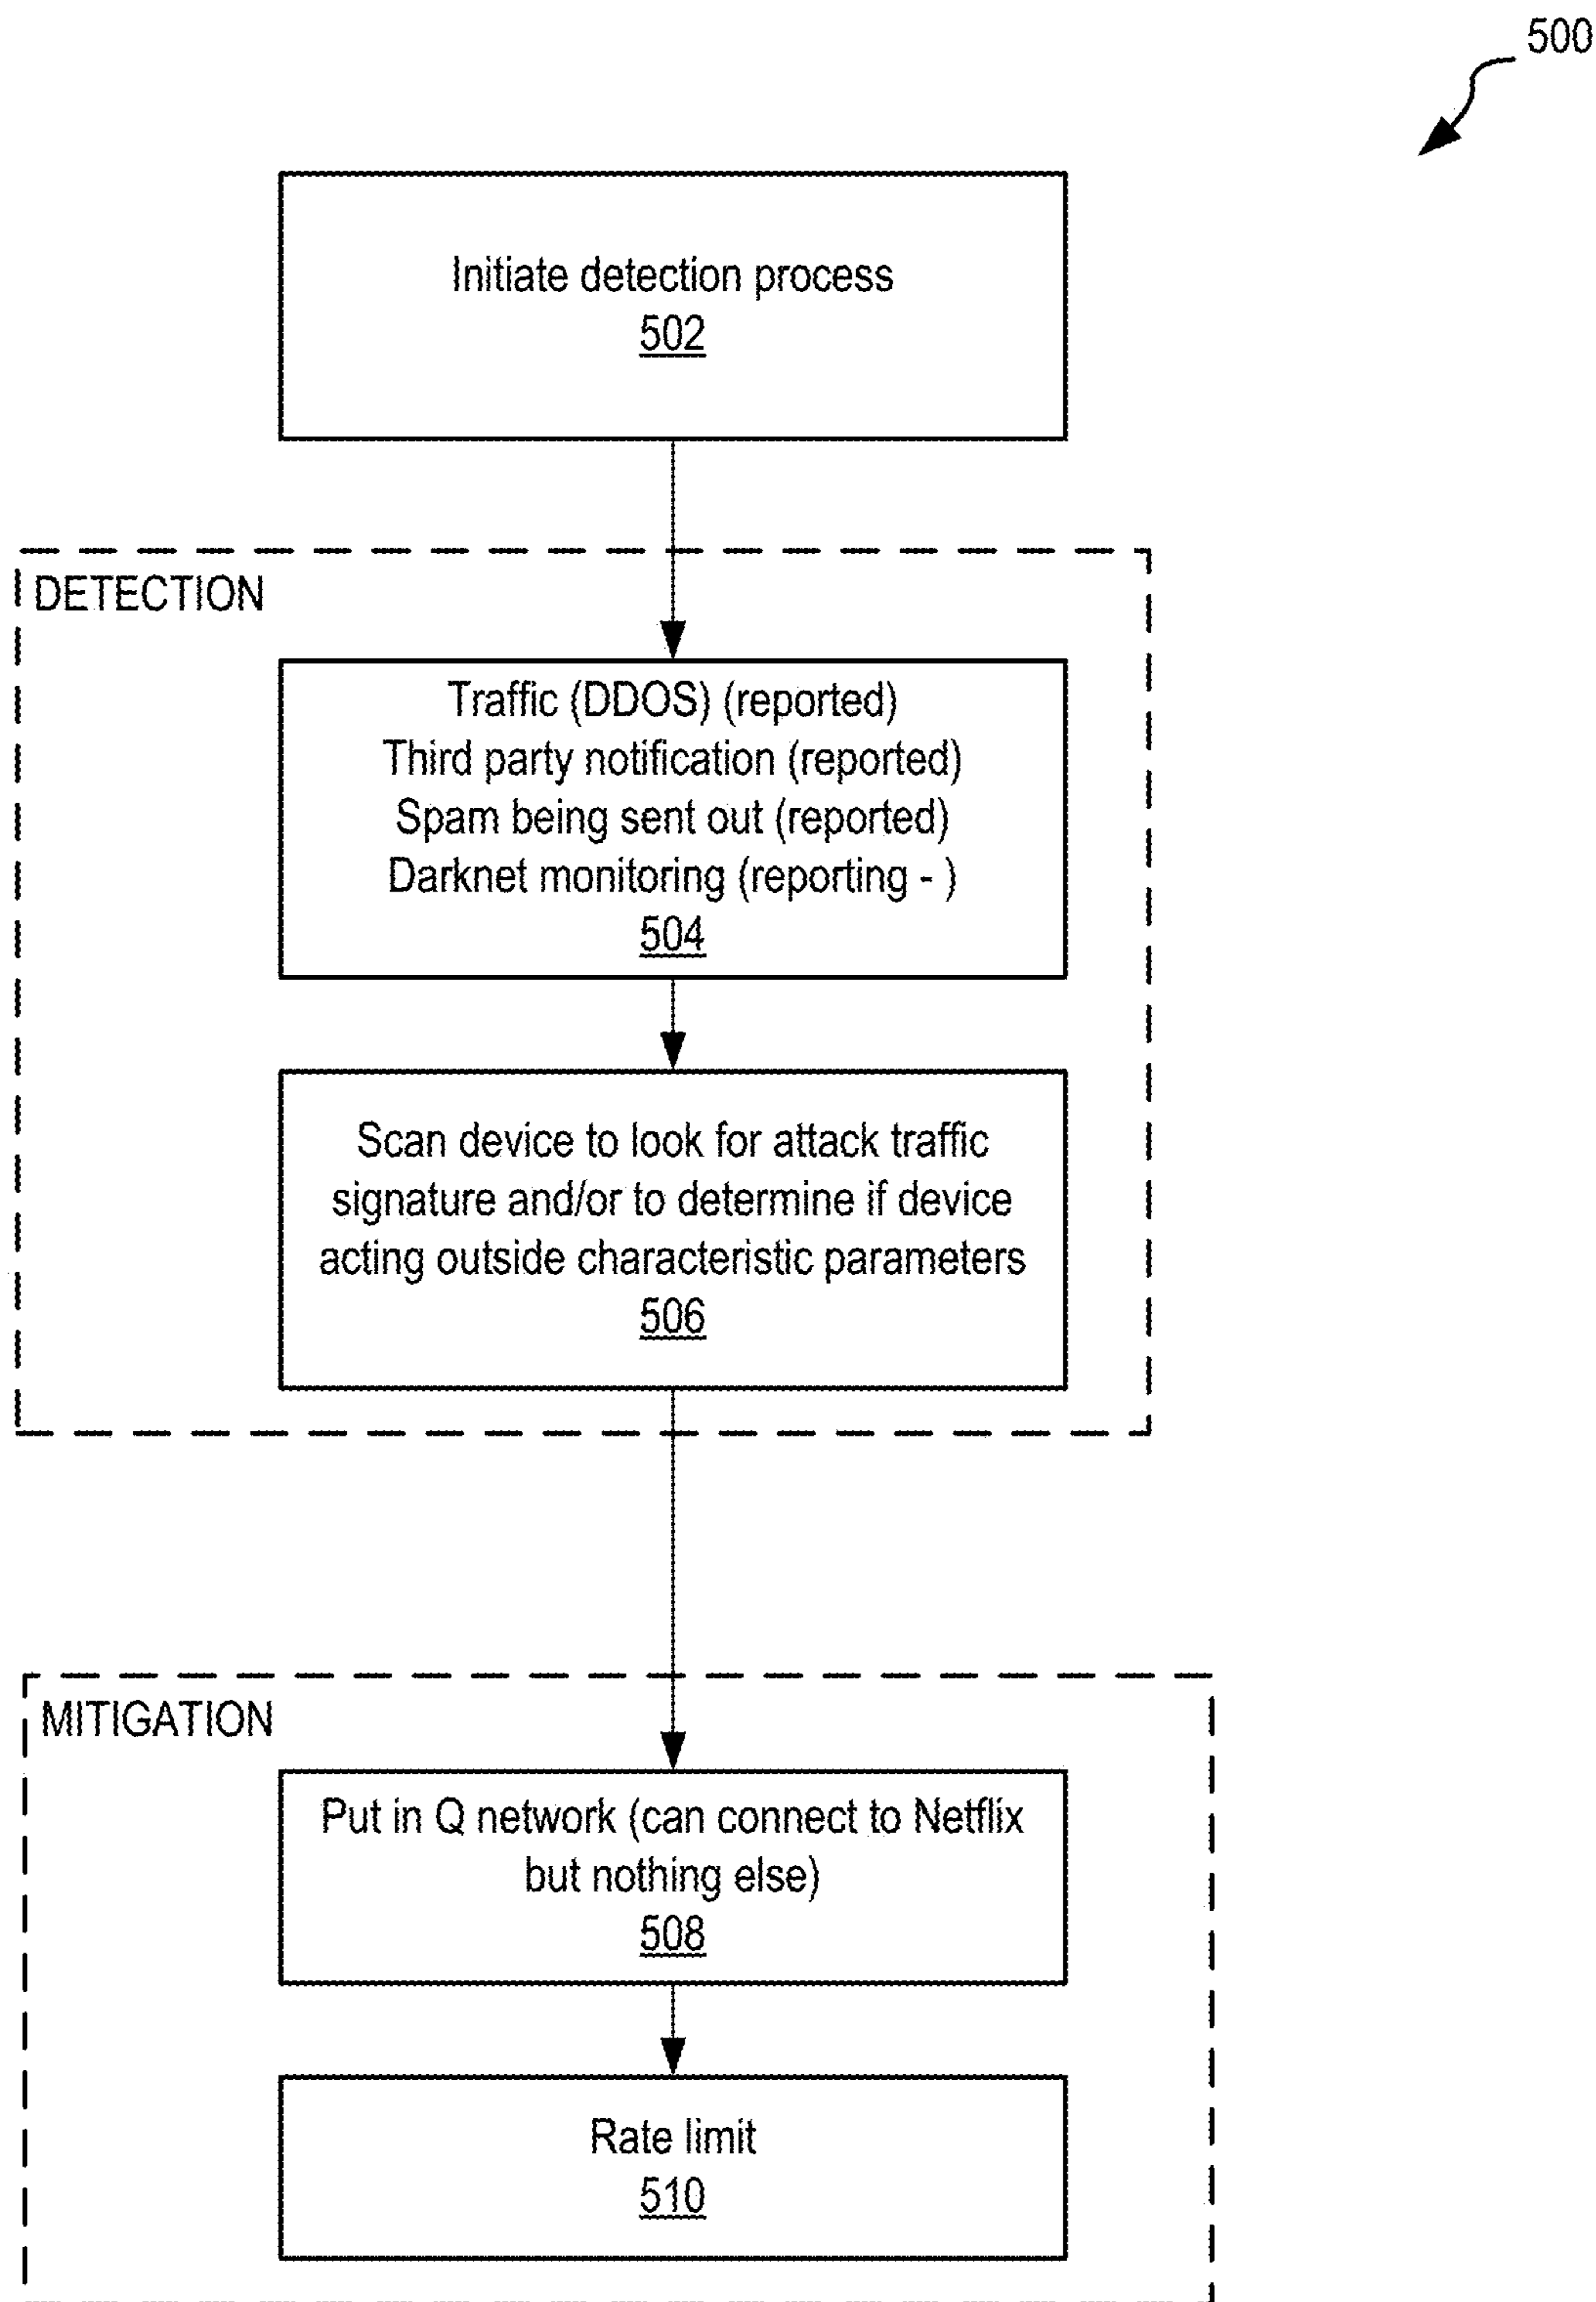 500
Initiate detection process
502
DETECTION
Traffic (DDOS) (reported)
Third party notification (reported)
Spam being sent out (reported)
Darknet monitoring (reporting - )
504
Scan device to look for attack traffic
signature and/or to determine if device
acting outside characteristic parameters
506
MITIGATION
Put in Q network (can connect to Netflix
but nothing else)
508
Rate limit
510